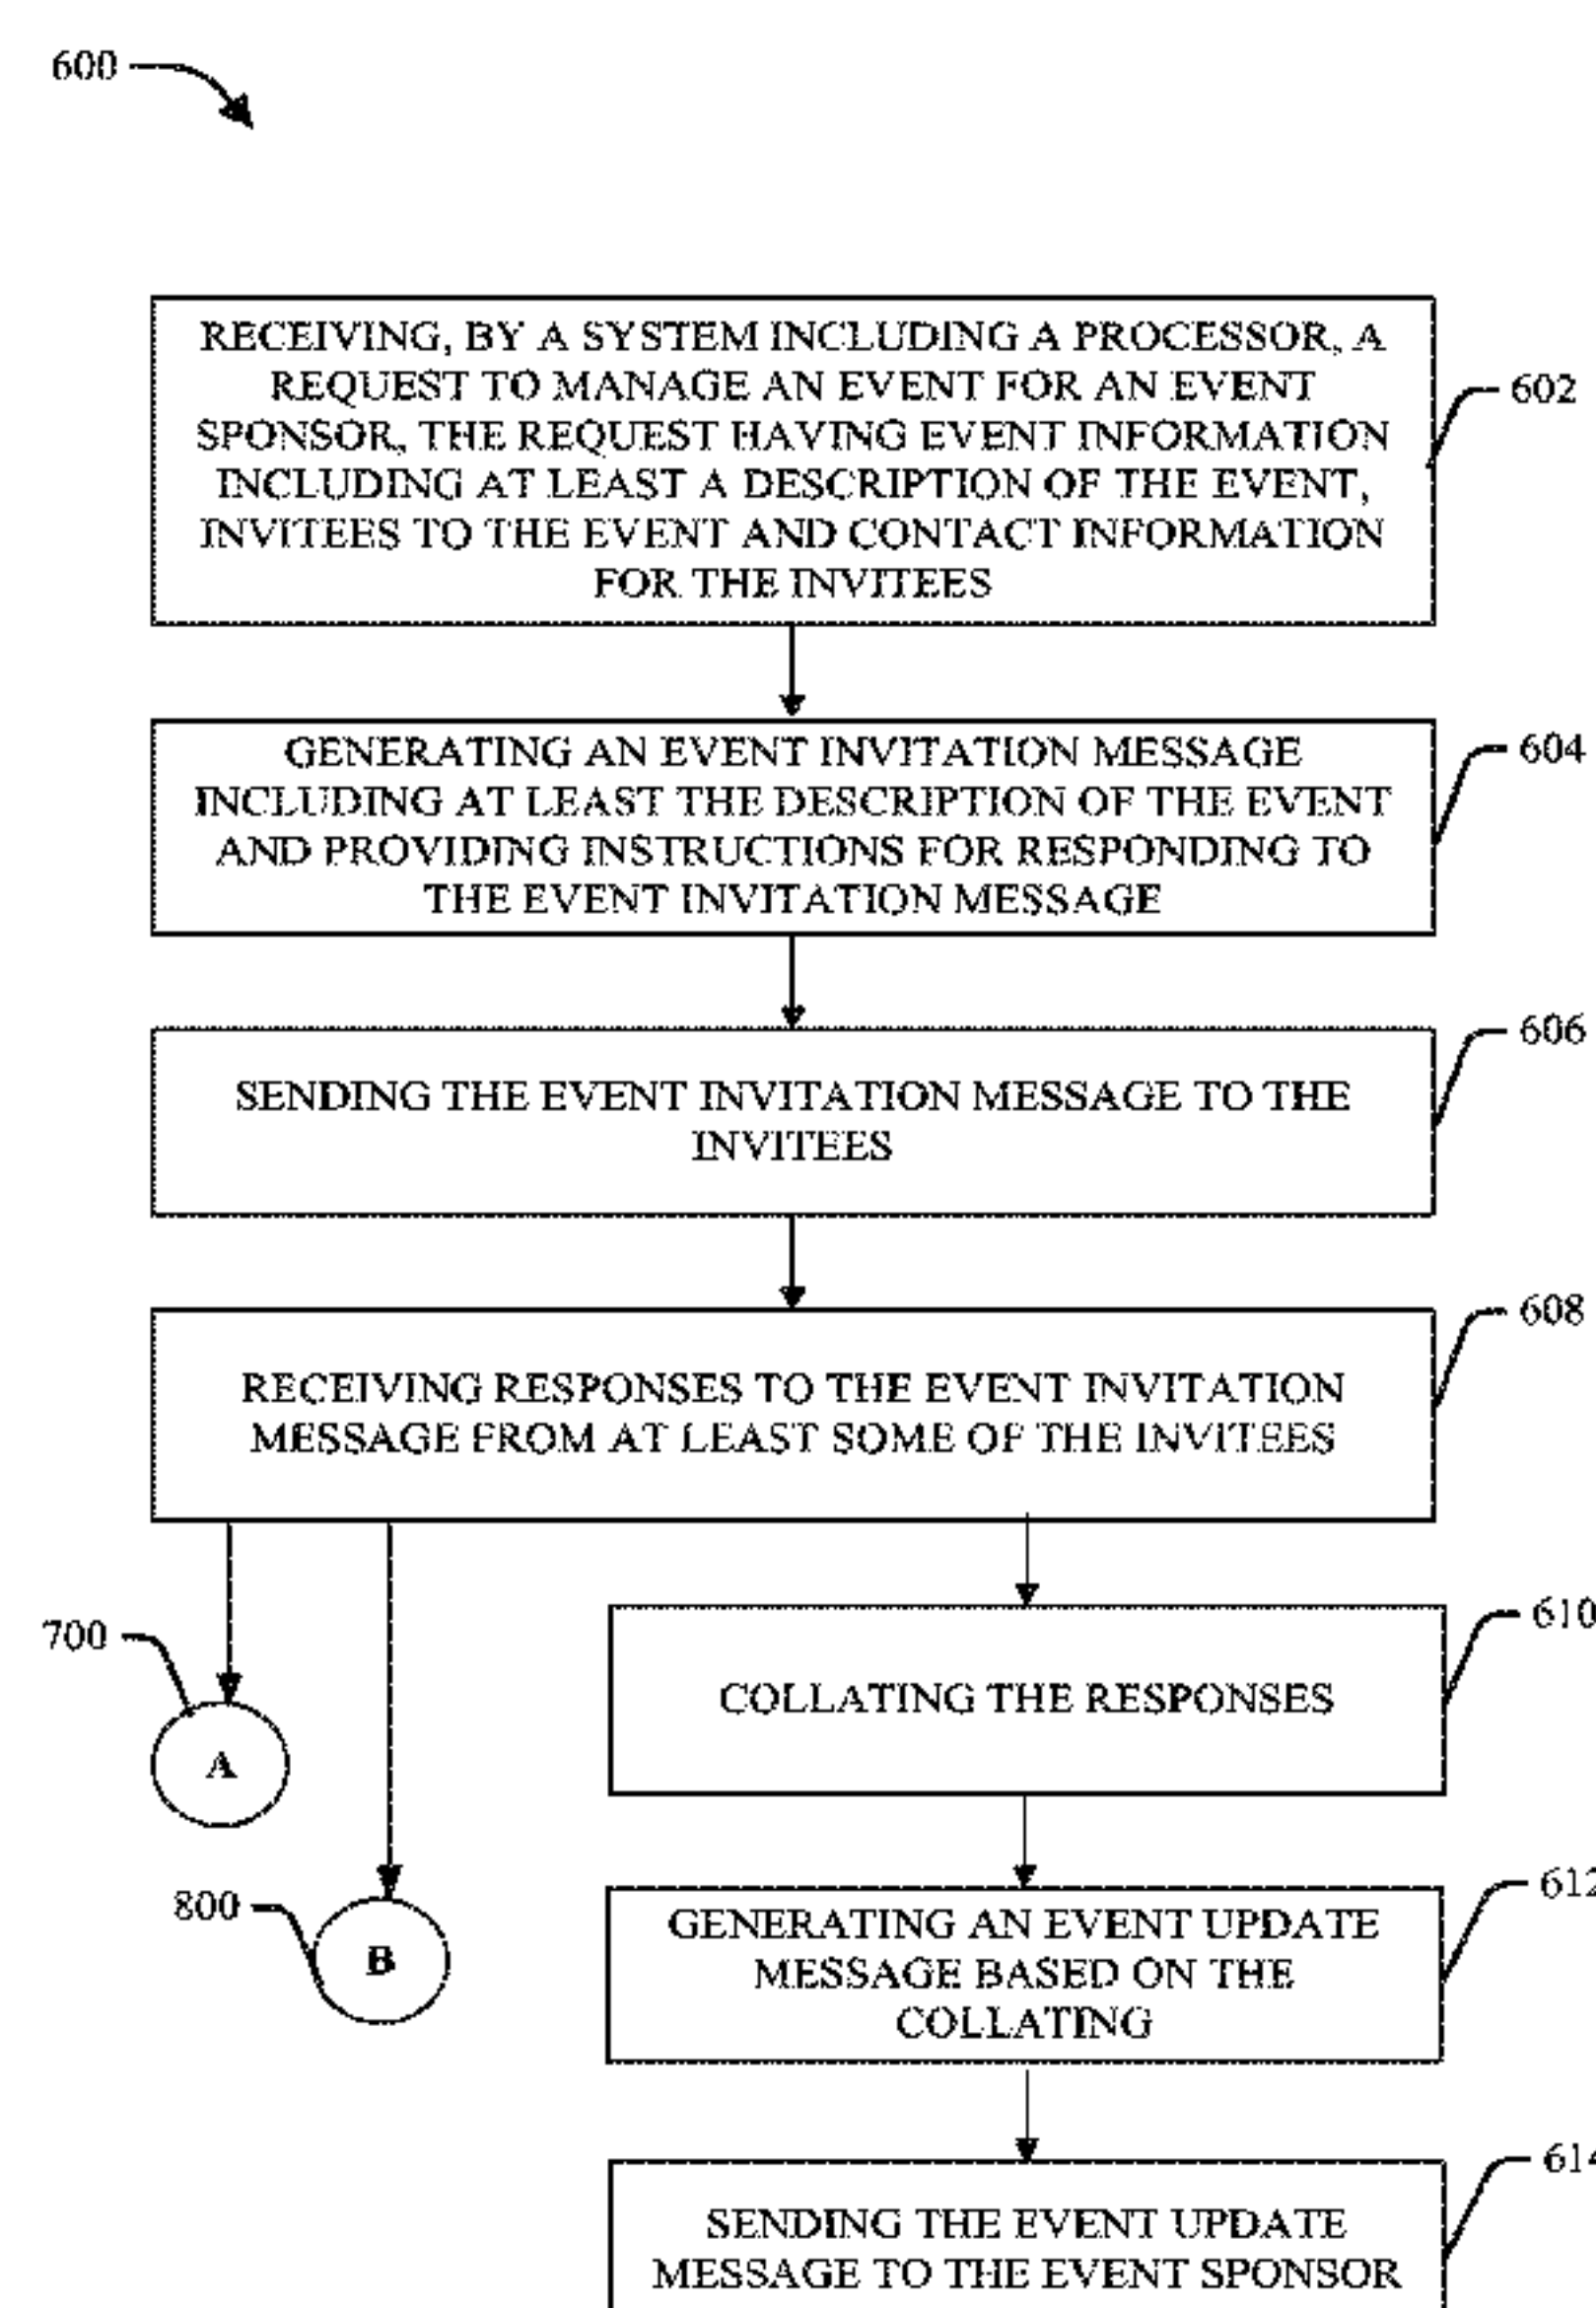 600
RECEIVING, BY A SYSTEM INCLUDING A PROCESSOR, A
REQUEST TO MANAGE AN EVENT FOR AN EVENT
SPONSOR, THE REQUEST HAVING EVENT INFORMATION
INCLUDING AT LEAST A DESCRIPTION OF THE EVENT,
INVITEES TO THE EVENT AND CONTACT INFORMATION
FOR THE INVITEES
602
GENERATING AN EVENT INVITATION MESSAGE
INCLUDING AT LEAST THE DESCRIPTION OF THE EVENT
AND PROVIDING INSTRUCTIONS FOR RESPONDING TO
THE EVENT INVITATION MESSAGE
604
SENDING THE EVENT INVITATION MESSAGE TO THE
INVITEES
606
RECEIVING RESPONSES TO THE EVENT INVITATION
MESSAGE FROM AT LEAST SOME OF THE INVITEES
608
700
A
800
B
COLLATING THE RESPONSES
610
GENERATING AN EVENT UPDATE
MESSAGE BASED ON THE
COLLATING
612
SENDING THE EVENT UPDATE
MESSAGE TO THE EVENT SPONSOR
614